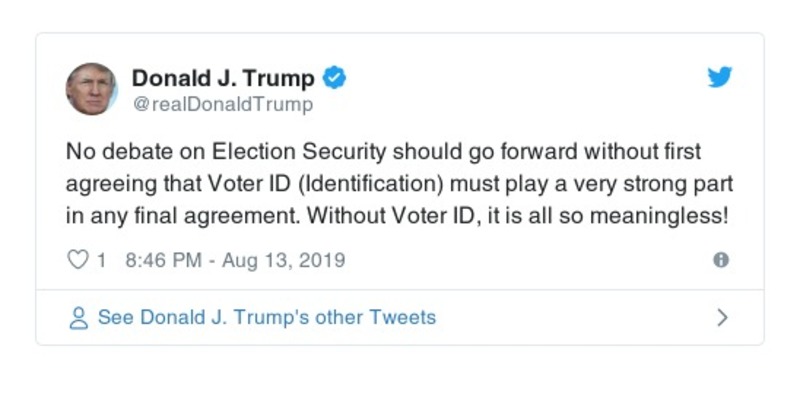 Donald J. Trump
@realDonaldTrump
No debate on Election Security should go forward without first
agreeing that Voter ID (Identification) must play a very strong part
in any final agreement. Without Voter ID, it is all so meaningless!
1 8:46 PM - Aug 13, 2019
See Donald J. Trump's other Tweets